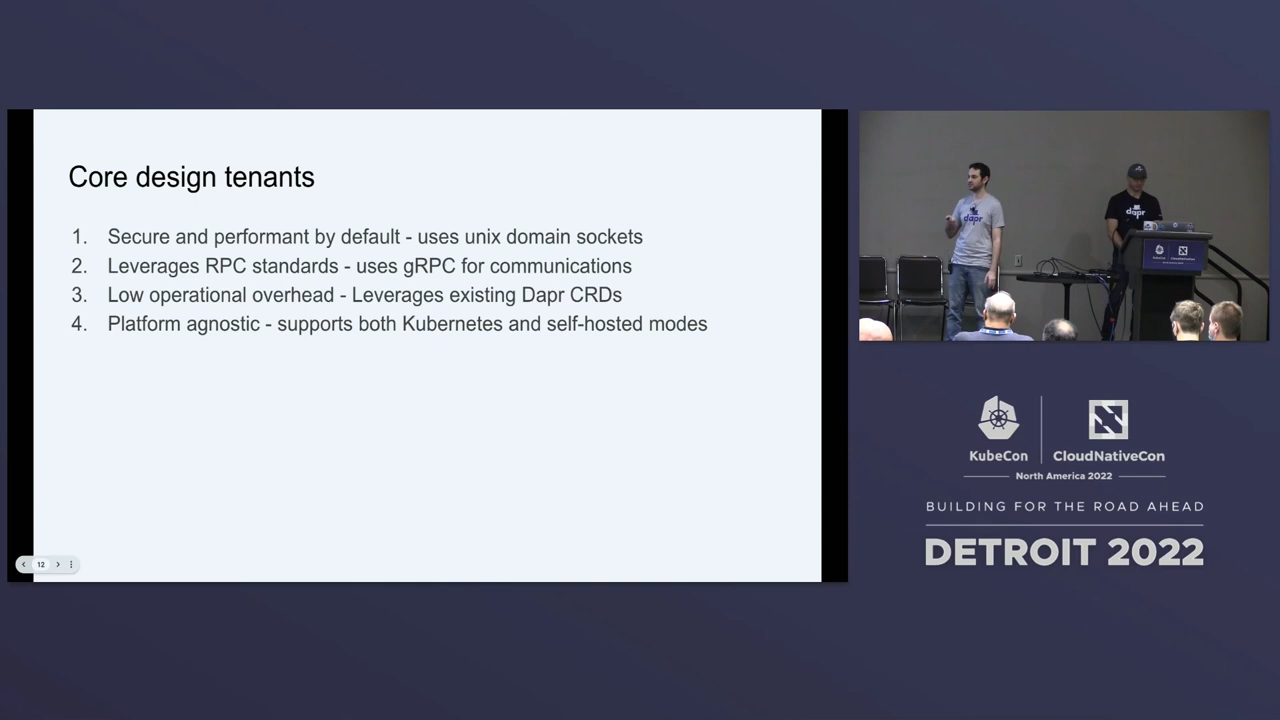 Core design tenants
1. Secure and performant by default - uses unix domain sockets
2. Leverages RPC standards - uses gRPC for communications
3. Low operational overhead - Leverages existing Dapr CRDs
4. Platform agnostic - supports both Kubernetes and self-hosted modes
12
dapr
dapr
KubeCon
CloudNativeCon
North America 2022
BUILDING FOR THE ROAD AHEAD
DETROIT 2022